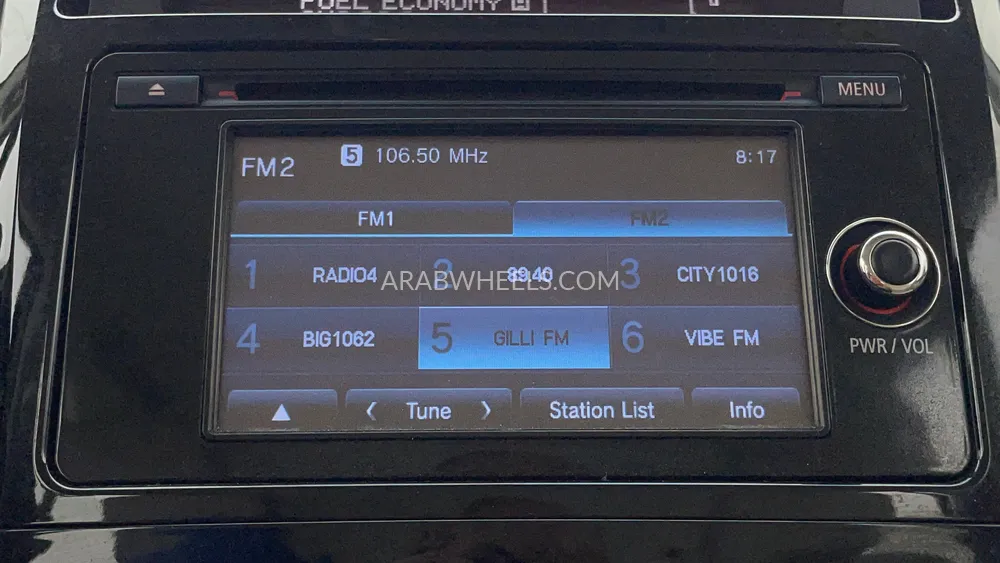 FUEL ECONOMY
MENU
FM2
5 106.50 MHz
8:17
FM1
FM2
1 RADIO4
2 89.40
3 CITY1016
ARABWHEELS.COM
4 BIG1062
5 GILLI FM
6 VIBE FM
PWR / VOL
Tune
Station List
Info